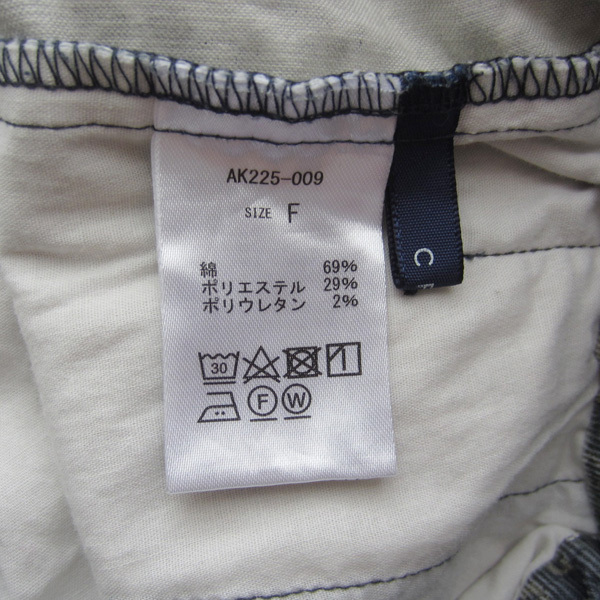 AK225-009
SIZE F
綿 69%
ポリエステル 29%
ポリウレタン 2%
30
F W
C